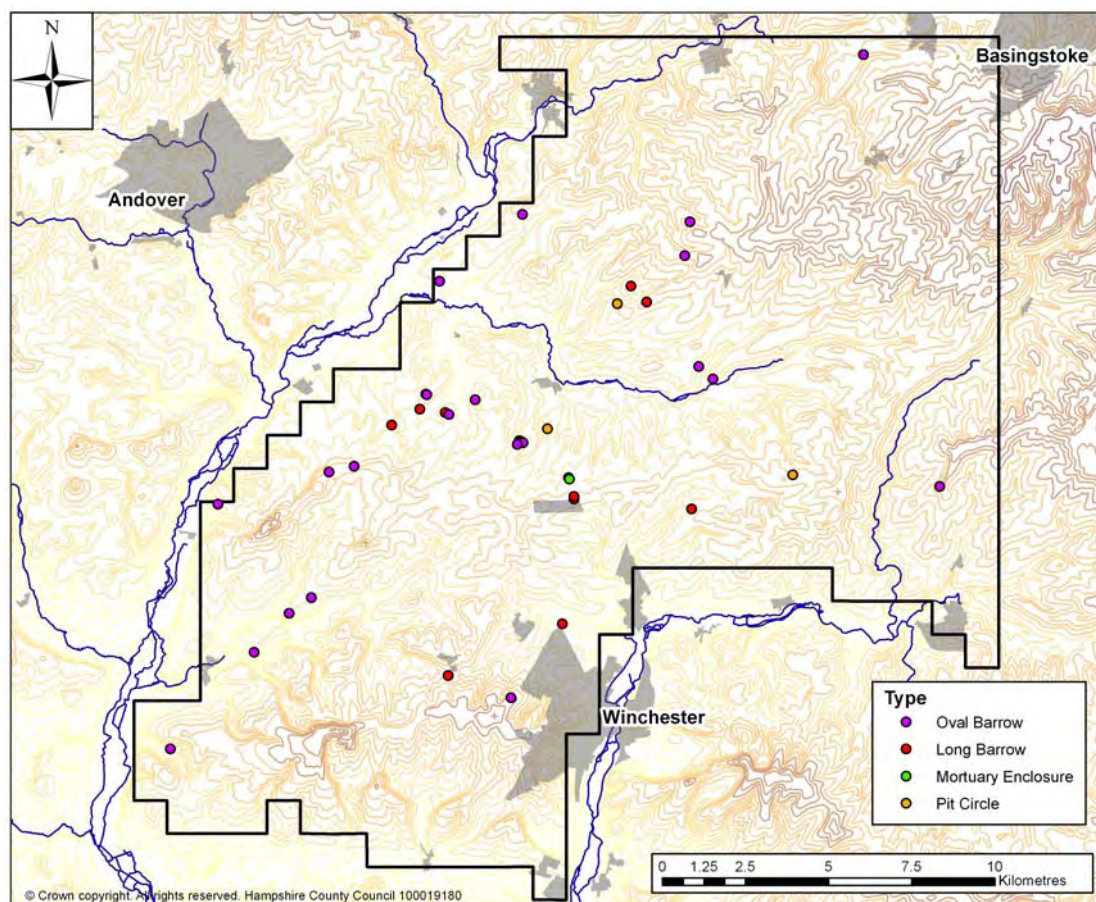 N
Basingstoke
Andover
Winchester
Type
Oval Barrow
Long Barrow
Mortuary Enclosure
Pit Circle
0 1.25 2.5 5 7.5 10
Kilometres
© Crown copyright. All rights reserved. Hampshire County Council 100019180